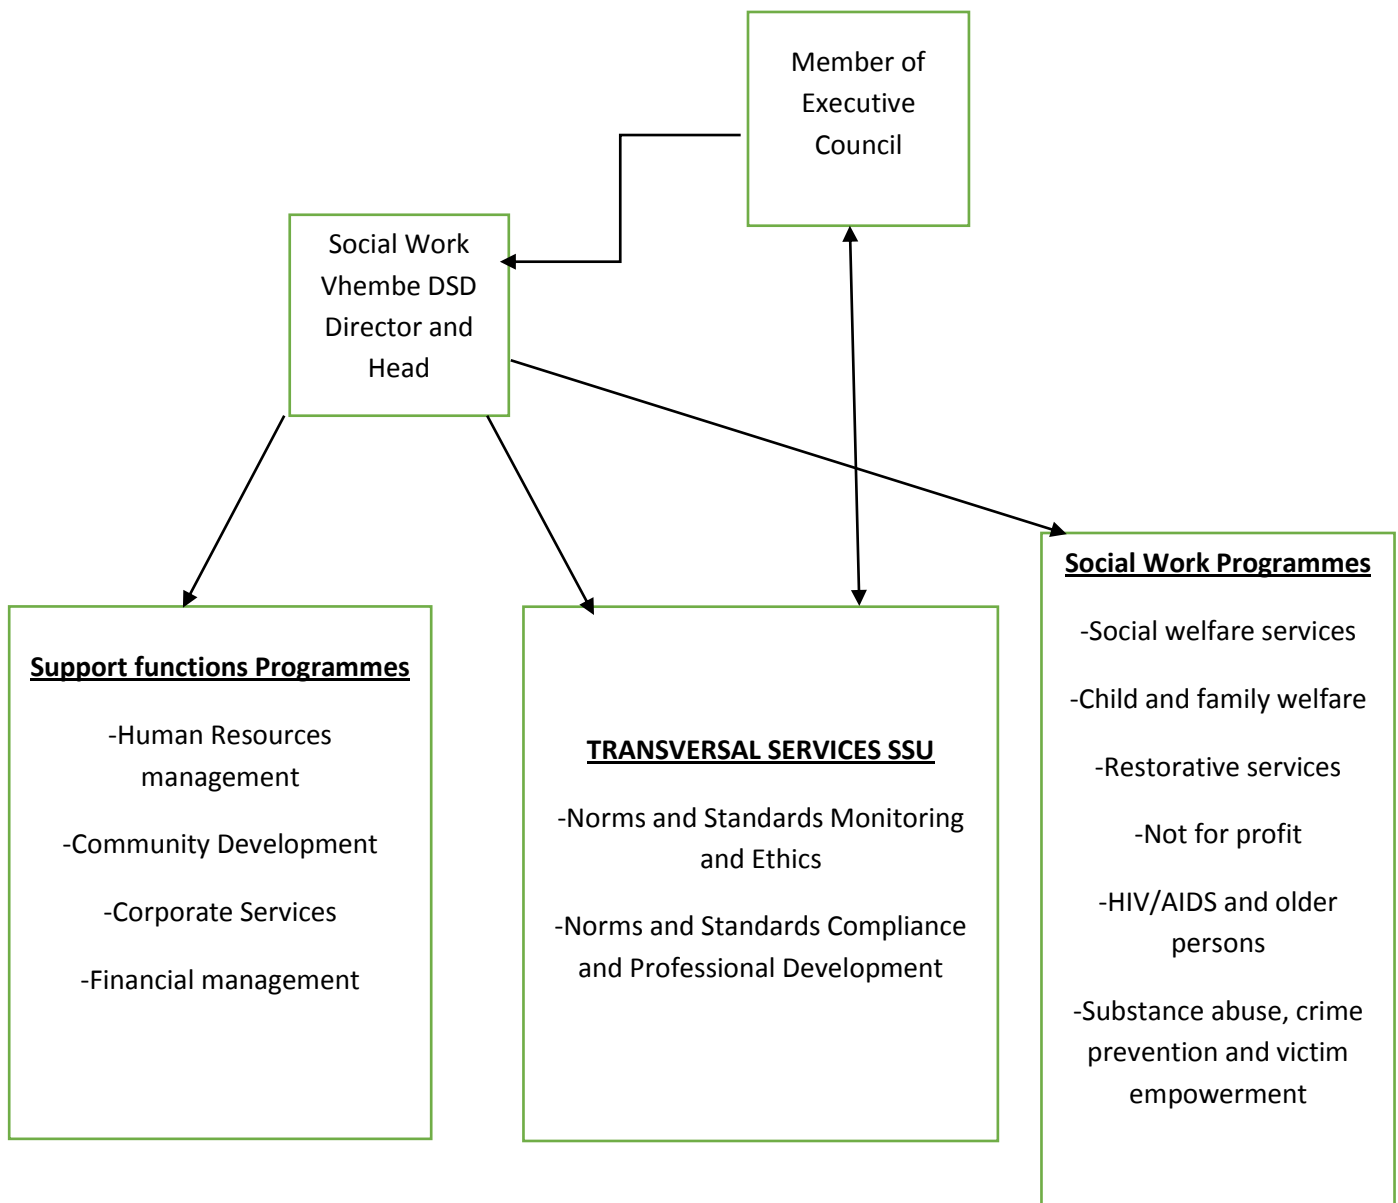 Member of
Executive
Council
Social Work
Vhembe DSD
Director and
Head
Support functions Programmes
-Human Resources
management
-Community Development
-Corporate Services
-Financial management
TRANSVERSAL SERVICES SSU
-Norms and Standards Monitoring
and Ethics
-Norms and Standards Compliance
and Professional Development
Social Work Programmes
-Social welfare services
-Child and family welfare
-Restorative services
-Not for profit
-HIV/AIDS and older
persons
-Substance abuse, crime
prevention and victim
empowerment